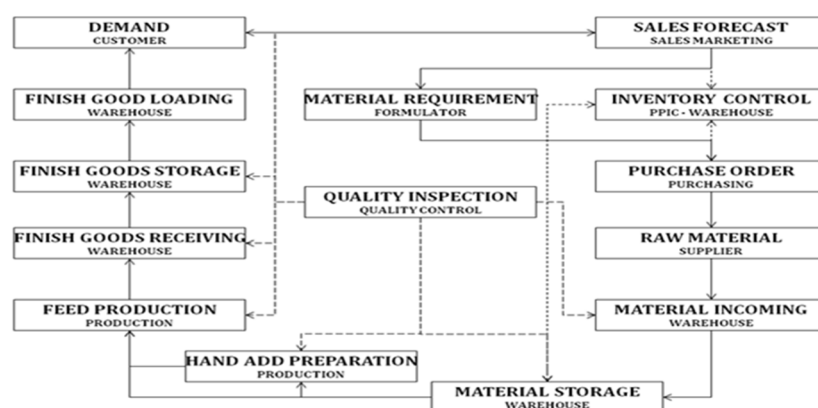 DEMAND
CUSTOMER
SALES FORECAST
SALES MARKETING
FINISH GOOD LOADING
WAREHOUSE
MATERIAL REQUIREMENT
FORMULATOR
INVENTORY CONTROL
PPIC - WAREHOUSE
FINISH GOODS STORAGE
WAREHOUSE
PURCHASE ORDER
PURCHASING
QUALITY INSPECTION
QUALITY CONTROL
FINISH GOODS RECEIVING
WAREHOUSE
RAW MATERIAL
SUPPLIER
FEED PRODUCTION
PRODUCTION
MATERIAL INCOMING
WAREHOUSE
HAND ADD PREPARATION
PRODUCTION
MATERIAL STORAGE
WAREHOUSE